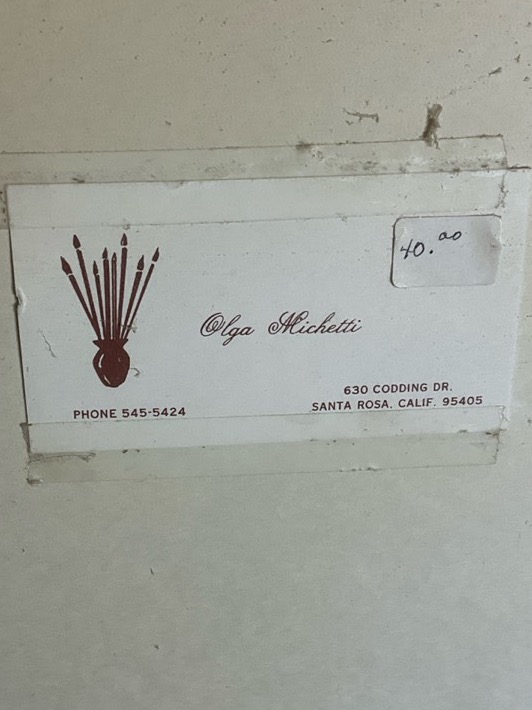 40.00
Olga Michetti
630 CODDING DR.
PHONE 545-5424
SANTA ROSA, CALIF. 95405